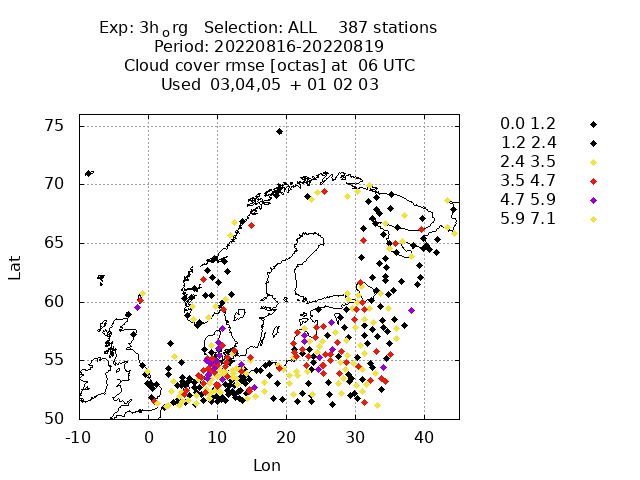 Exp: 3h o rg   Selection: ALL    387 stations
Period: 20220816-20220819
Cloud cover rmse [octas] at  06 UTC
Used  03,04,05  + 01 02 03
0.0 1.2
1.2 2.4
2.4 3.5
3.5 4.7
4.7 5.9
5.9 7.1
75
70
65
60
55
50
Lat
-10 0 10 20 30 40
Lon